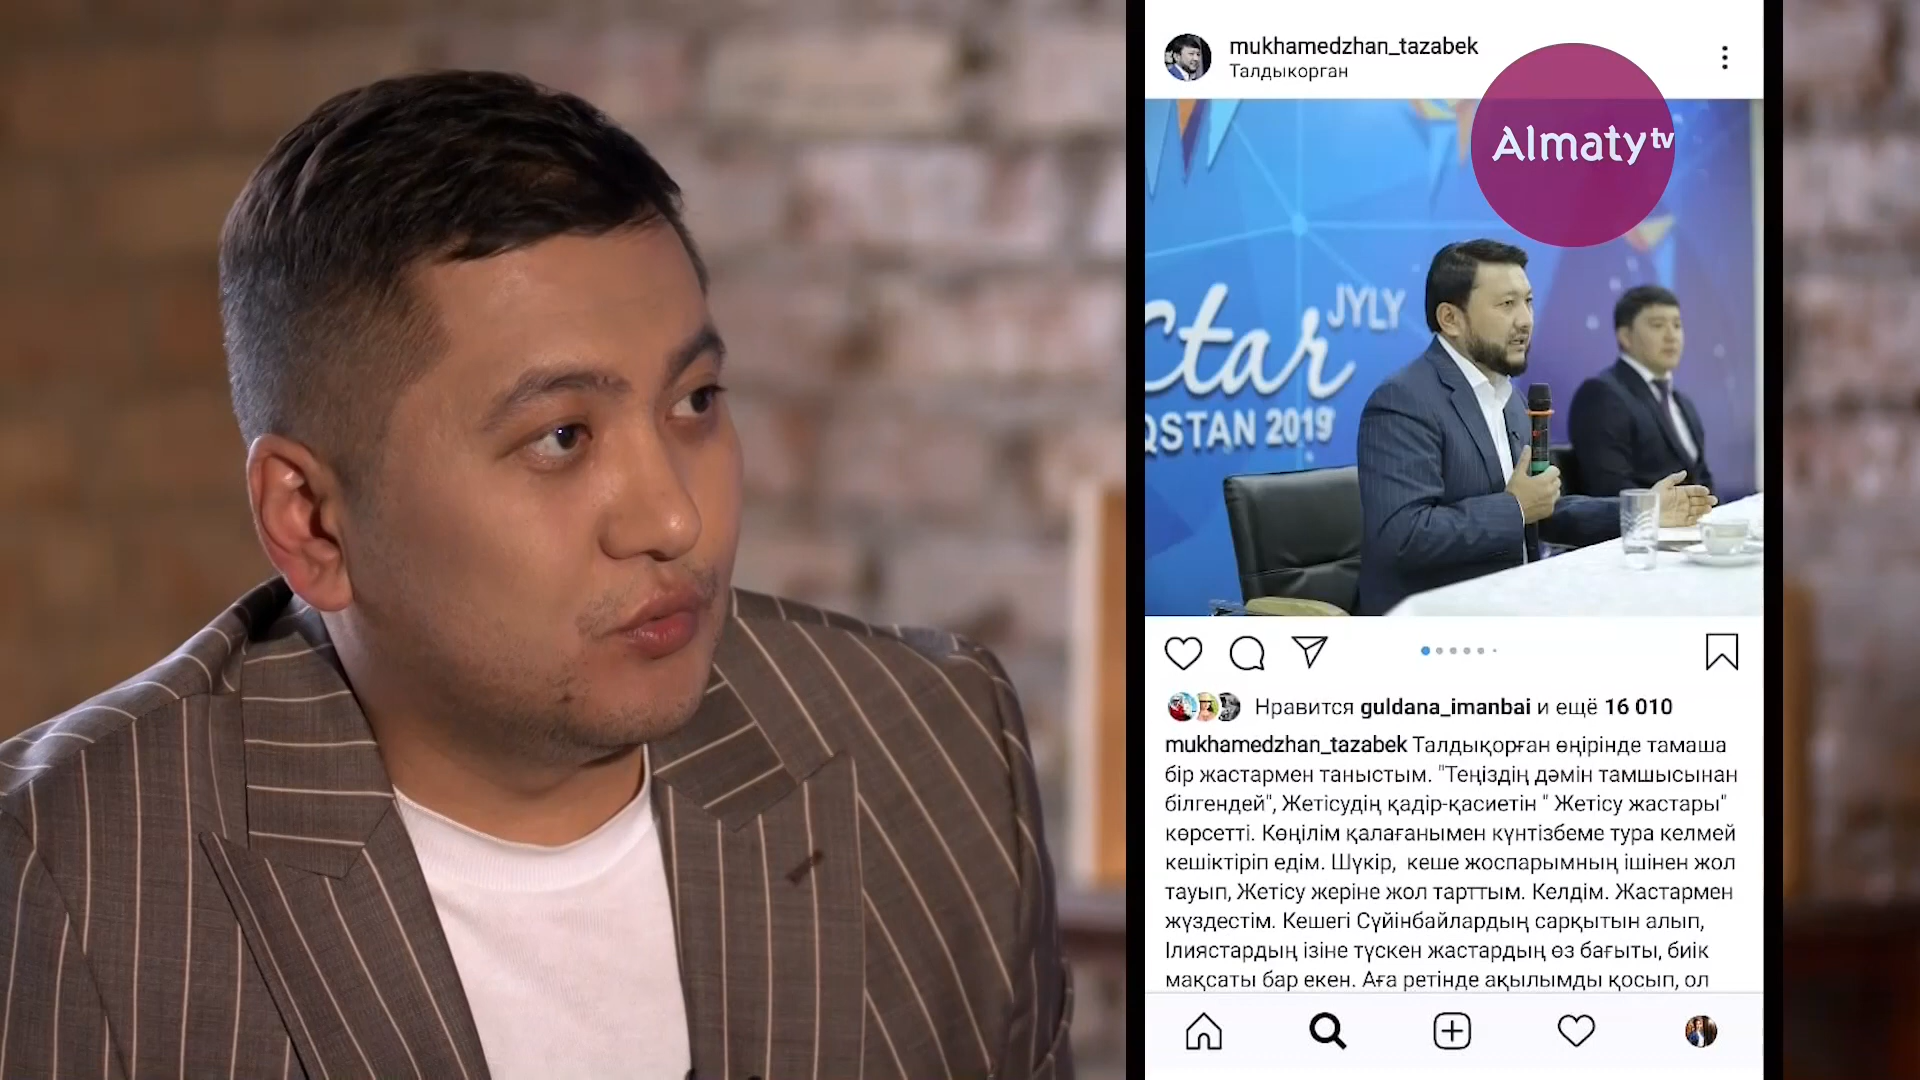 mukhamedzhan_tazabek
Талдыкорган
Almaty tv
JYLY
ctar
QSTAN 2019
Нравится guldana_imanbai и ещё 16 010
mukhamedzhan_tazabek Талдықорған өңірінде тамаша
бір жастармен таныстым. "Теңіздің дәмін тамшысынан
білгендей", Жетісудің қадір-қасиетін " Жетісу жастары"
көрсетті. Көңілім қалағанымен күнтізбеме тура келмей
кешіктіріп едім. Шүкір, кеше жоспарымның ішінен жол
тауып, Жетісу жеріне жол тарттым. Келдім. Жастармен
жүздестім. Кешегі Сүйінбайлардың сарқытын алып,
Ілиястардың ізіне түскен жастардың өз бағыты, биік
мақсаты бар екен. Аға ретінде ақылымды қосып, ол